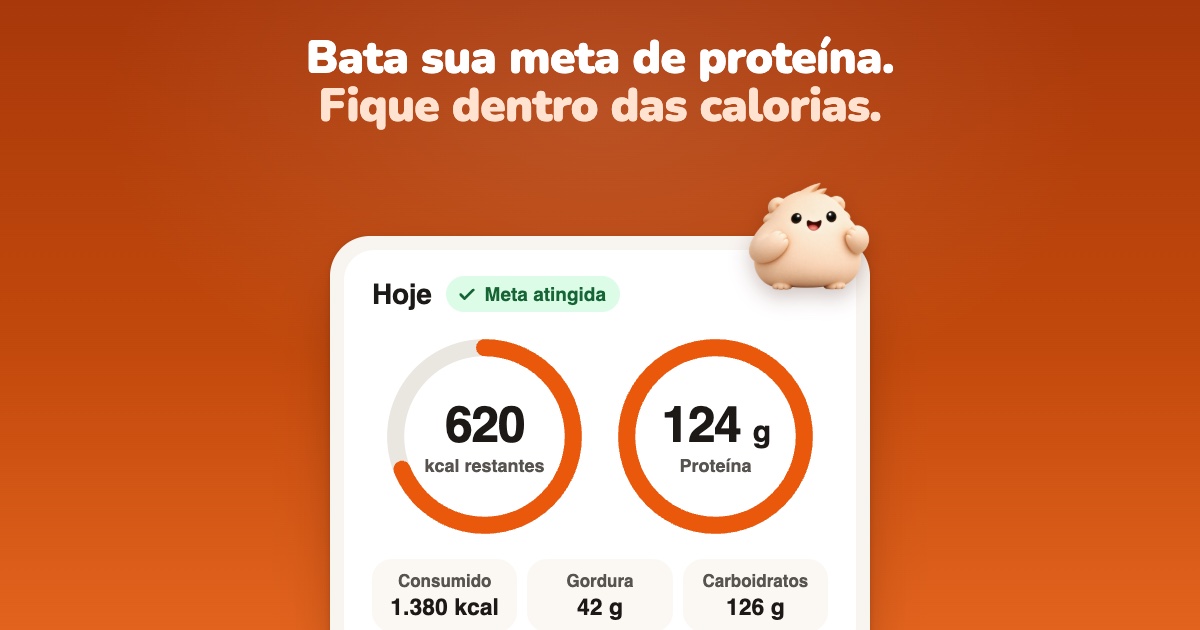 Bata sua meta de proteína.
Fique dentro das calorias.
Hoje
Meta atingida
620
kcal restantes
124 g
Proteína
Consumido
1.380 kcal
Gordura
42 g
Carboidratos
126 g